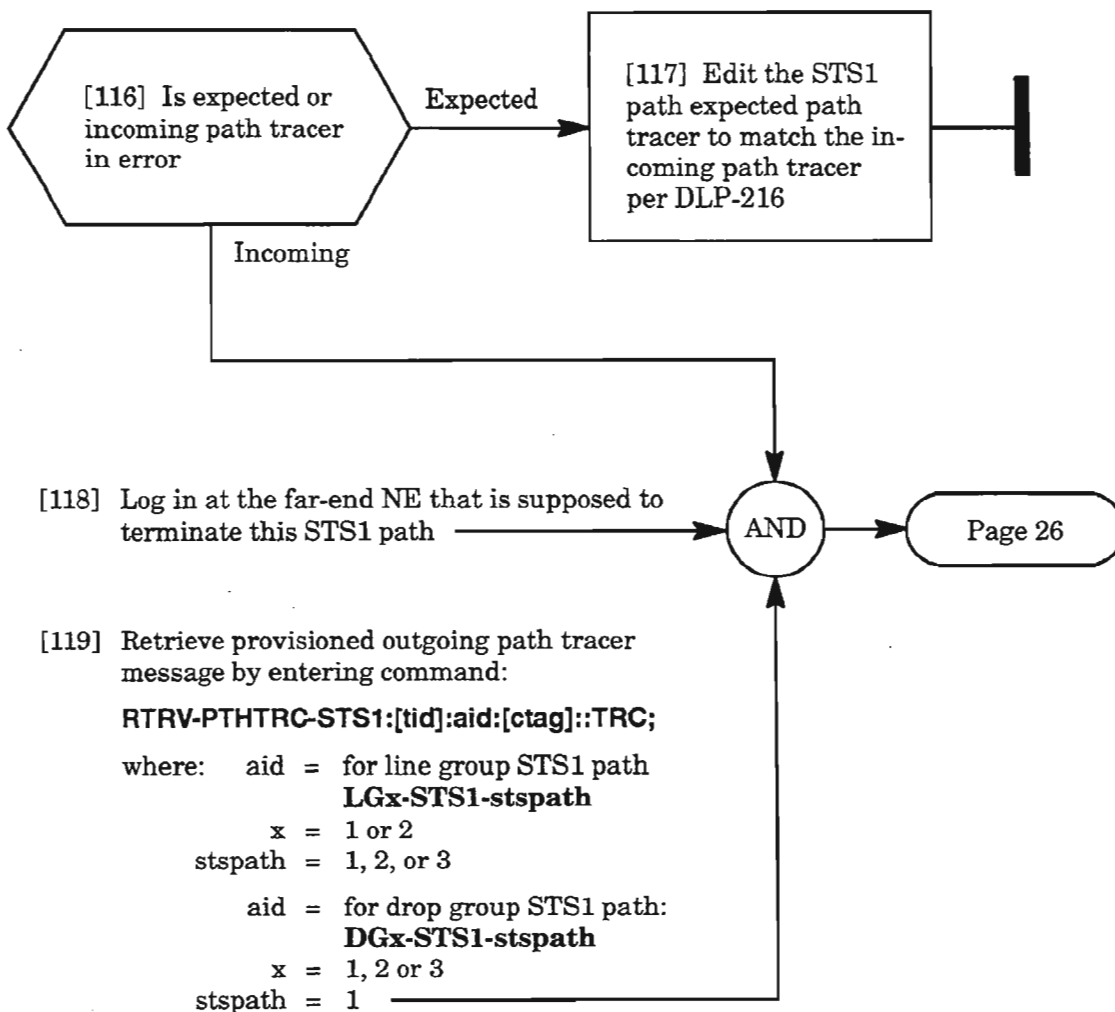 [116] Is expected or
incoming path tracer
in error
Expected
[117] Edit the STS1
path expected path
tracer to match the in-
coming path tracer
per DLP-216
Incoming
[118] Log in at the far-end NE that is supposed to
terminate this STS1 path
AND
Page 26
[119] Retrieve provisioned outgoing path tracer
message by entering command:
RTRV-PTHTRC-STS1:[tid]:aid:[ctag]::TRC;
where: aid = for line group STS1 path
LGx-STS1-stspath
x = 1 or 2
stspath = 1, 2, or 3
aid = for drop group STS1 path:
DGx-STS1-stspath
x = 1, 2 or 3
stspath = 1